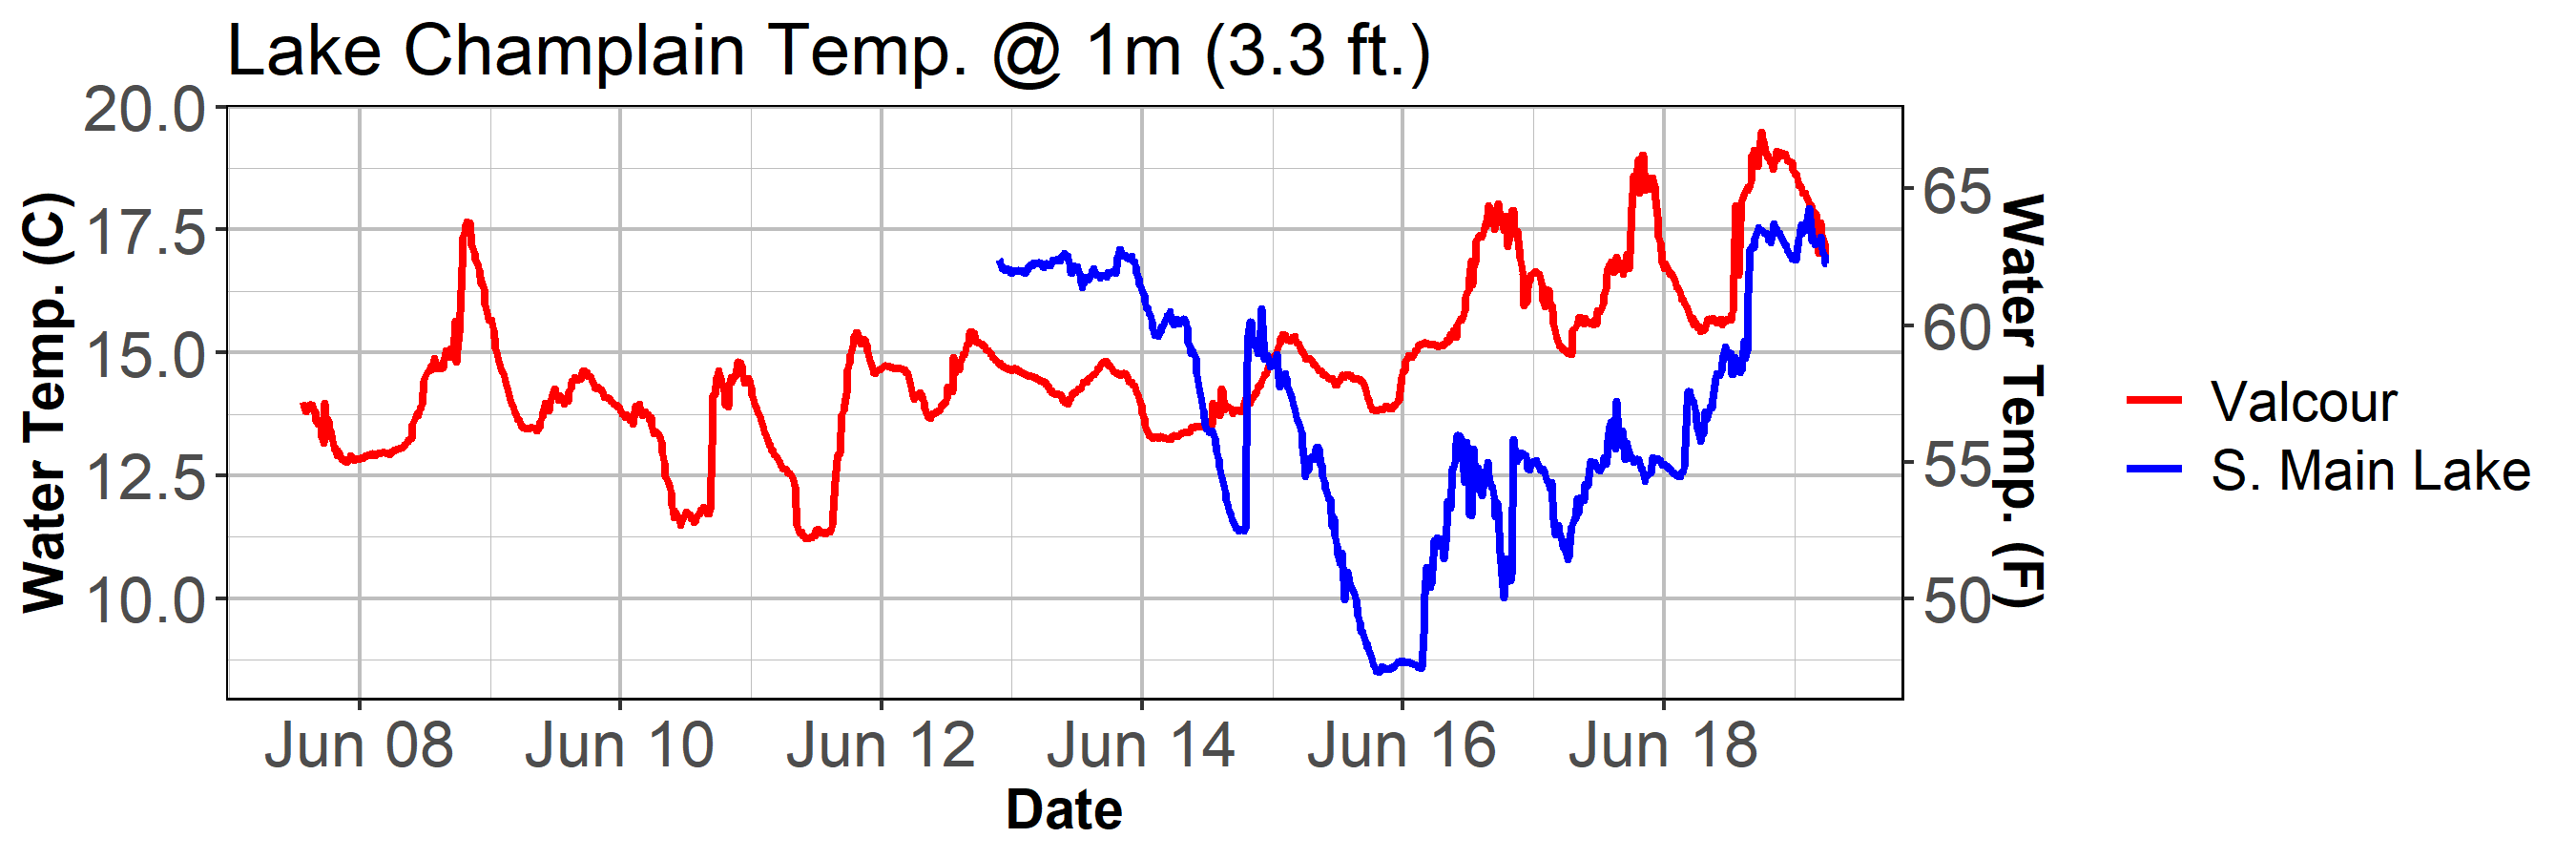 Lake Champlain Temp. @ 1m (3.3 ft.)
20.0
17.5
15.0
12.5
10.0
Water Temp. (C)
65
60
55
50
Water Temp. (F)
Jun 08 Jun 10 Jun 12 Jun 14 Jun 16 Jun 18
Date
Valcour
S. Main Lake